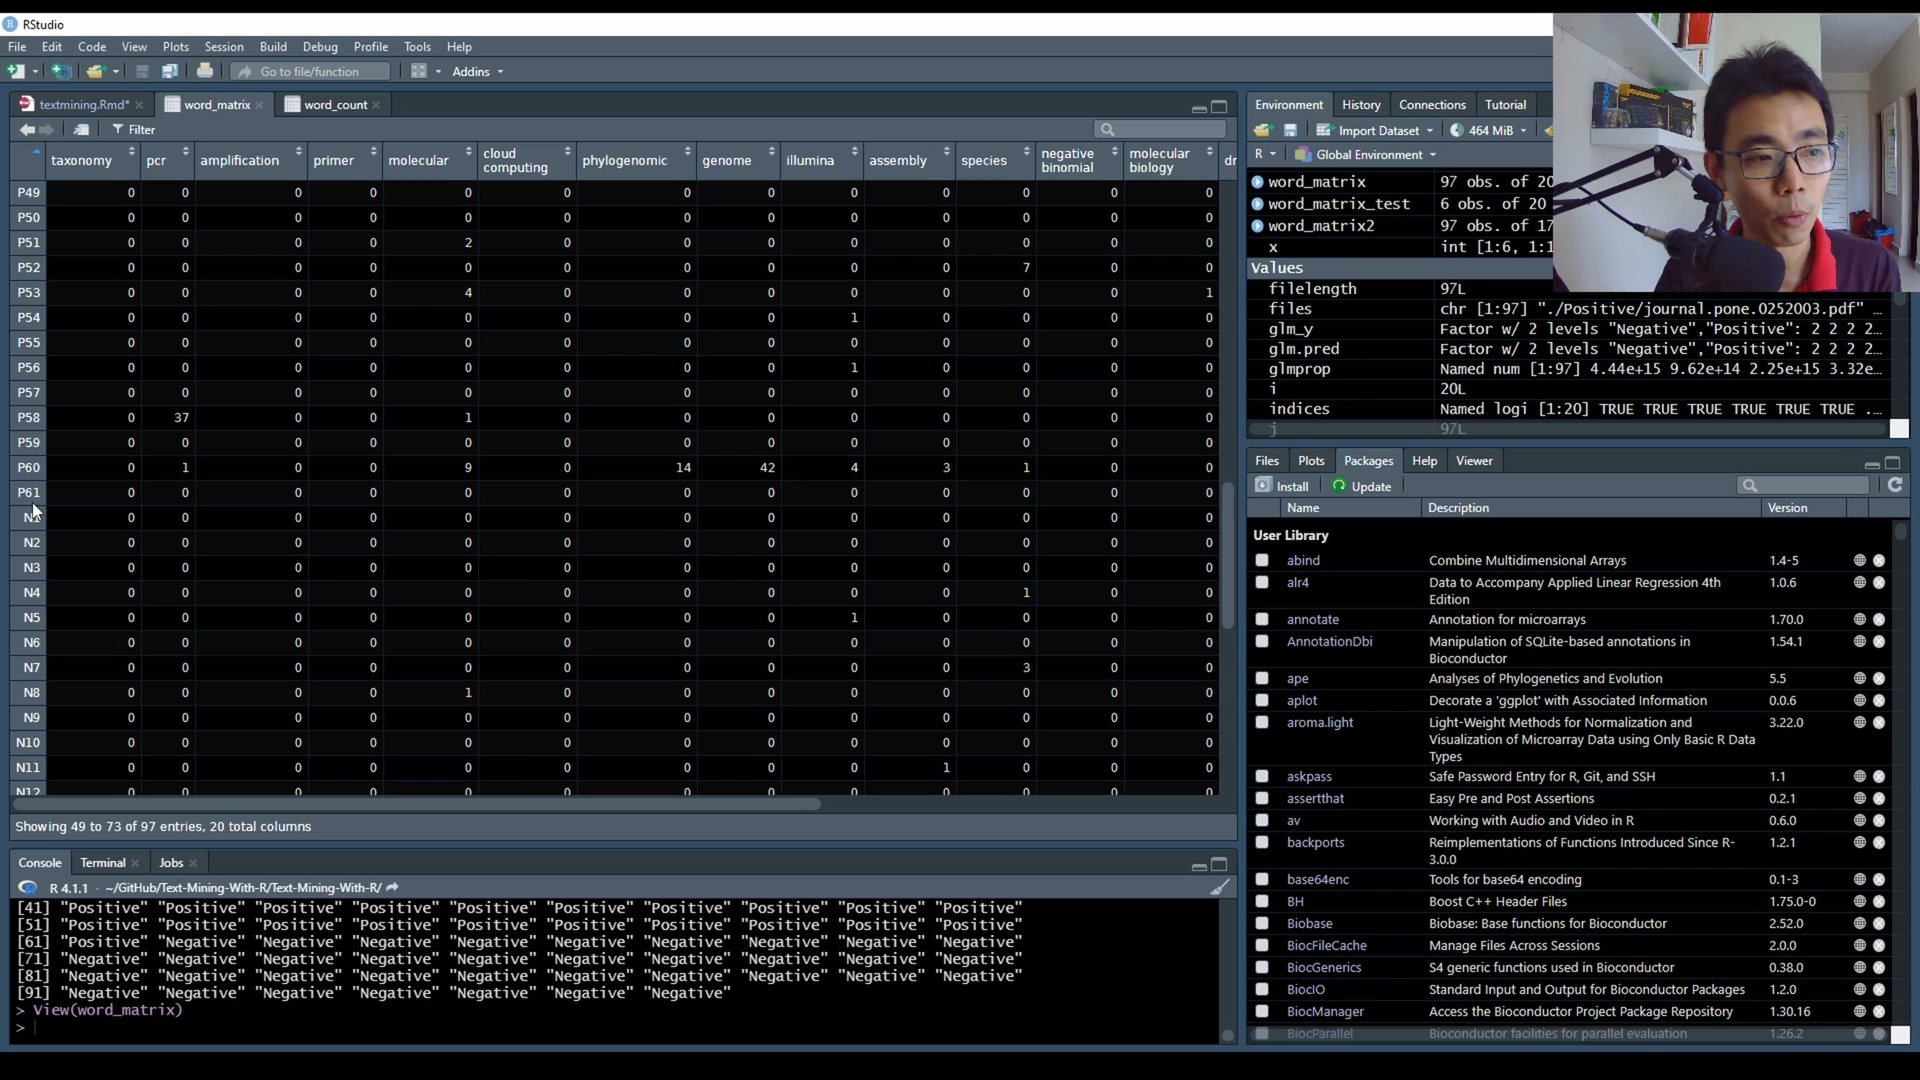 RStudio
File Edit Code View Plots Session Build Debug Profile Tools Help
Go to file/function Addins
textmining.Rmd* word_matrix word_count
Filter
taxonomy pcr amplification primer molecular cloud computing phylogenomic genome illumina assembly species negative binomial molecular biology dr
P49 0 0 0 0 0 0 0 0 0 0 0 0 0
P50 0 0 0 0 0 0 0 0 0 0 0 0 0
P51 0 0 0 0 2 0 0 0 0 0 0 0 0
P52 0 0 0 0 0 0 0 0 0 0 7 0 0
P53 0 0 0 0 4 0 0 0 0 0 0 0 1
P54 0 0 0 0 0 0 0 0 1 0 0 0 0
P55 0 0 0 0 0 0 0 0 0 0 0 0 0
P56 0 0 0 0 0 0 0 0 1 0 0 0 0
P57 0 0 0 0 0 0 0 0 0 0 0 0 0
P58 0 37 0 0 1 0 0 0 0 0 0 0 0
P59 0 0 0 0 0 0 0 0 0 0 0 0 0
P60 0 1 0 0 9 0 14 42 4 3 1 0 0
P61 0 0 0 0 0 0 0 0 0 0 0 0 0
N1 0 0 0 0 0 0 0 0 0 0 0 0 0
N2 0 0 0 0 0 0 0 0 0 0 0 0 0
N3 0 0 0 0 0 0 0 0 0 0 0 0 0
N4 0 0 0 0 0 0 0 0 0 0 1 0 0
N5 0 0 0 0 0 0 0 0 1 0 0 0 0
N6 0 0 0 0 0 0 0 0 0 0 0 0 0
N7 0 0 0 0 0 0 0 0 0 0 3 0 0
N8 0 0 0 0 1 0 0 0 0 0 0 0 0
N9 0 0 0 0 0 0 0 0 0 0 0 0 0
N10 0 0 0 0 0 0 0 0 0 0 0 0 0
N11 0 0 0 0 0 0 0 0 0 1 0 0 0
N12 0 0 0 0 0 0 0 0 0 0 0 0 0
Showing 49 to 73 of 97 entries, 20 total columns
Console Terminal Jobs
R 4.1.1 · ~/GitHub/Text-Mining-With-R/Text-Mining-With-R/
[41] "Positive" "Positive" "Positive" "Positive" "Positive" "Positive" "Positive" "Positive" "Positive" "Positive"
[51] "Positive" "Positive" "Positive" "Positive" "Positive" "Positive" "Positive" "Positive" "Positive" "Positive"
[61] "Positive" "Negative" "Negative" "Negative" "Negative" "Negative" "Negative" "Negative" "Negative" "Negative"
[71] "Negative" "Negative" "Negative" "Negative" "Negative" "Negative" "Negative" "Negative" "Negative" "Negative"
[81] "Negative" "Negative" "Negative" "Negative" "Negative" "Negative" "Negative" "Negative" "Negative" "Negative"
[91] "Negative" "Negative" "Negative" "Negative" "Negative" "Negative" "Negative"
> View(word_matrix)
>
Environment History Connections Tutorial
Import Dataset 464 MiB
R Global Environment
word_matrix 97 obs. of 20
word_matrix_test 6 obs. of 20
word_matrix2 97 obs. of 17
x int [1:6, 1:1
Values
filelength 97L
files chr [1:97] "./Positive/journal.pone.0252003.pdf" …
glm_y Factor w/ 2 levels "Negative","Positive": 2 2 2 2…
glm.pred Factor w/ 2 levels "Negative","Positive": 2 2 2 2…
glmprop Named num [1:97] 4.44e+15 9.62e+14 2.25e+15 3.32e…
i 20L
indices Named logi [1:20] TRUE TRUE TRUE TRUE TRUE TRUE ...
j 97L
Files Plots Packages Help Viewer
Install Update
Name Description Version
User Library
abind Combine Multidimensional Arrays 1.4-5
alr4 Data to Accompany Applied Linear Regression 4th 1.0.6
Edition
annotate Annotation for microarrays 1.70.0
AnnotationDbi Manipulation of SQLite-based annotations in 1.54.1
Bioconductor
ape Analyses of Phylogenetics and Evolution 5.5
aplot Decorate a 'ggplot' with Associated Information 0.0.6
aroma.light Light-Weight Methods for Normalization and 3.22.0
Visualization of Microarray Data using Only Basic R Data
Types
askpass Safe Password Entry for R, Git, and SSH 1.1
assertthat Easy Pre and Post Assertions 0.2.1
av Working with Audio and Video in R 0.6.0
backports Reimplementations of Functions Introduced Since R- 1.2.1
3.0.0
base64enc Tools for base64 encoding 0.1-3
BH Boost C++ Header Files 1.75.0-0
Biobase Biobase: Base functions for Bioconductor 2.52.0
BiocFileCache Manage Files Across Sessions 2.0.0
BiocGenerics S4 generic functions used in Bioconductor 0.38.0
BiocIO Standard Input and Output for Bioconductor Packages 1.2.0
BiocManager Access the Bioconductor Project Package Repository 1.30.16
BiocParallel Bioconductor facilities for parallel evaluation 1.26.2